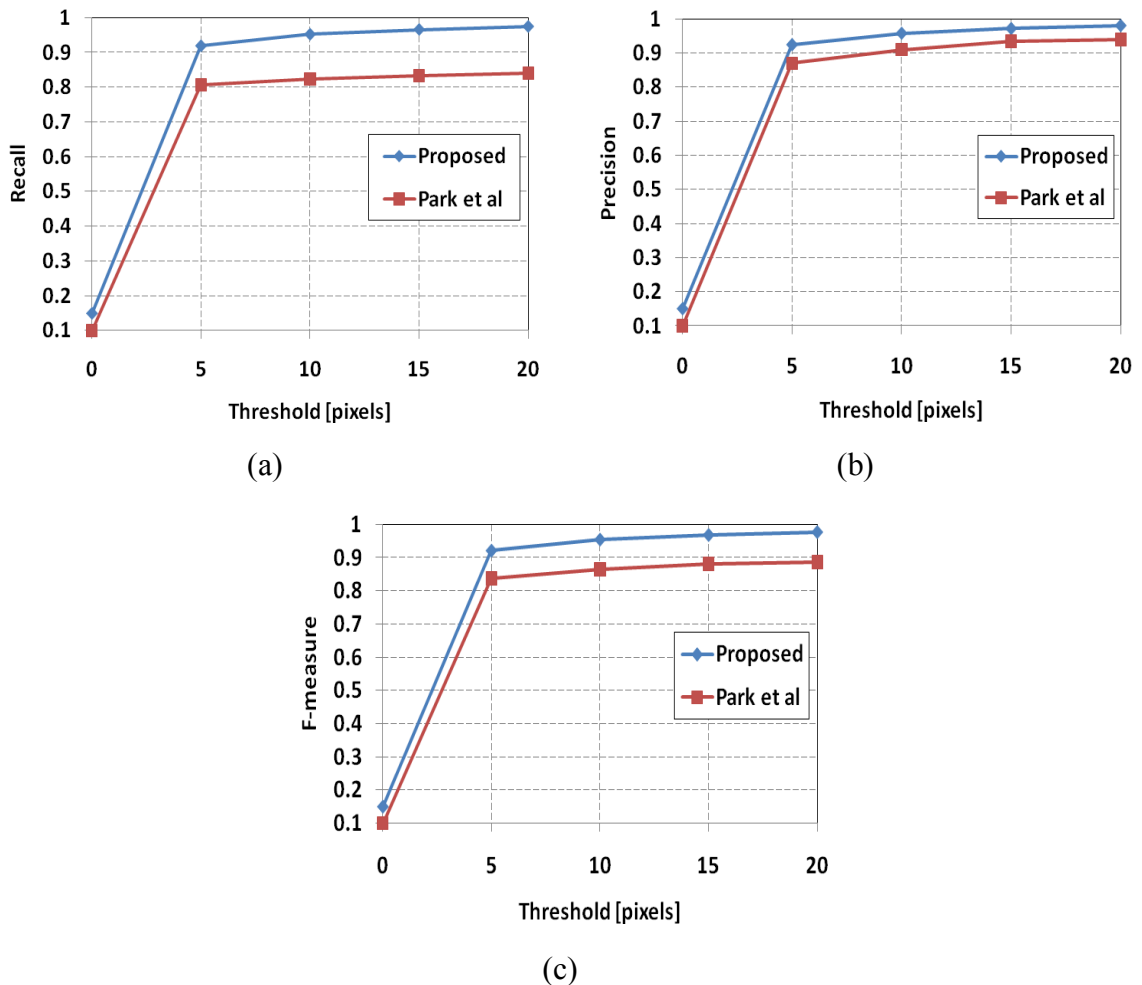 1
0.9
0.8
0.7
0.6
0.5
0.4
0.3
0.2
0.1
Recall
0 5 10 15 20
Threshold [pixels]
Proposed
Park et al
(a)
1
0.9
0.8
0.7
0.6
0.5
0.4
0.3
0.2
0.1
Precision
0 5 10 15 20
Threshold [pixels]
Proposed
Park et al
(b)
1
0.9
0.8
0.7
0.6
0.5
0.4
0.3
0.2
0.1
F-measure
0 5 10 15 20
Threshold [pixels]
Proposed
Park et al
(c)